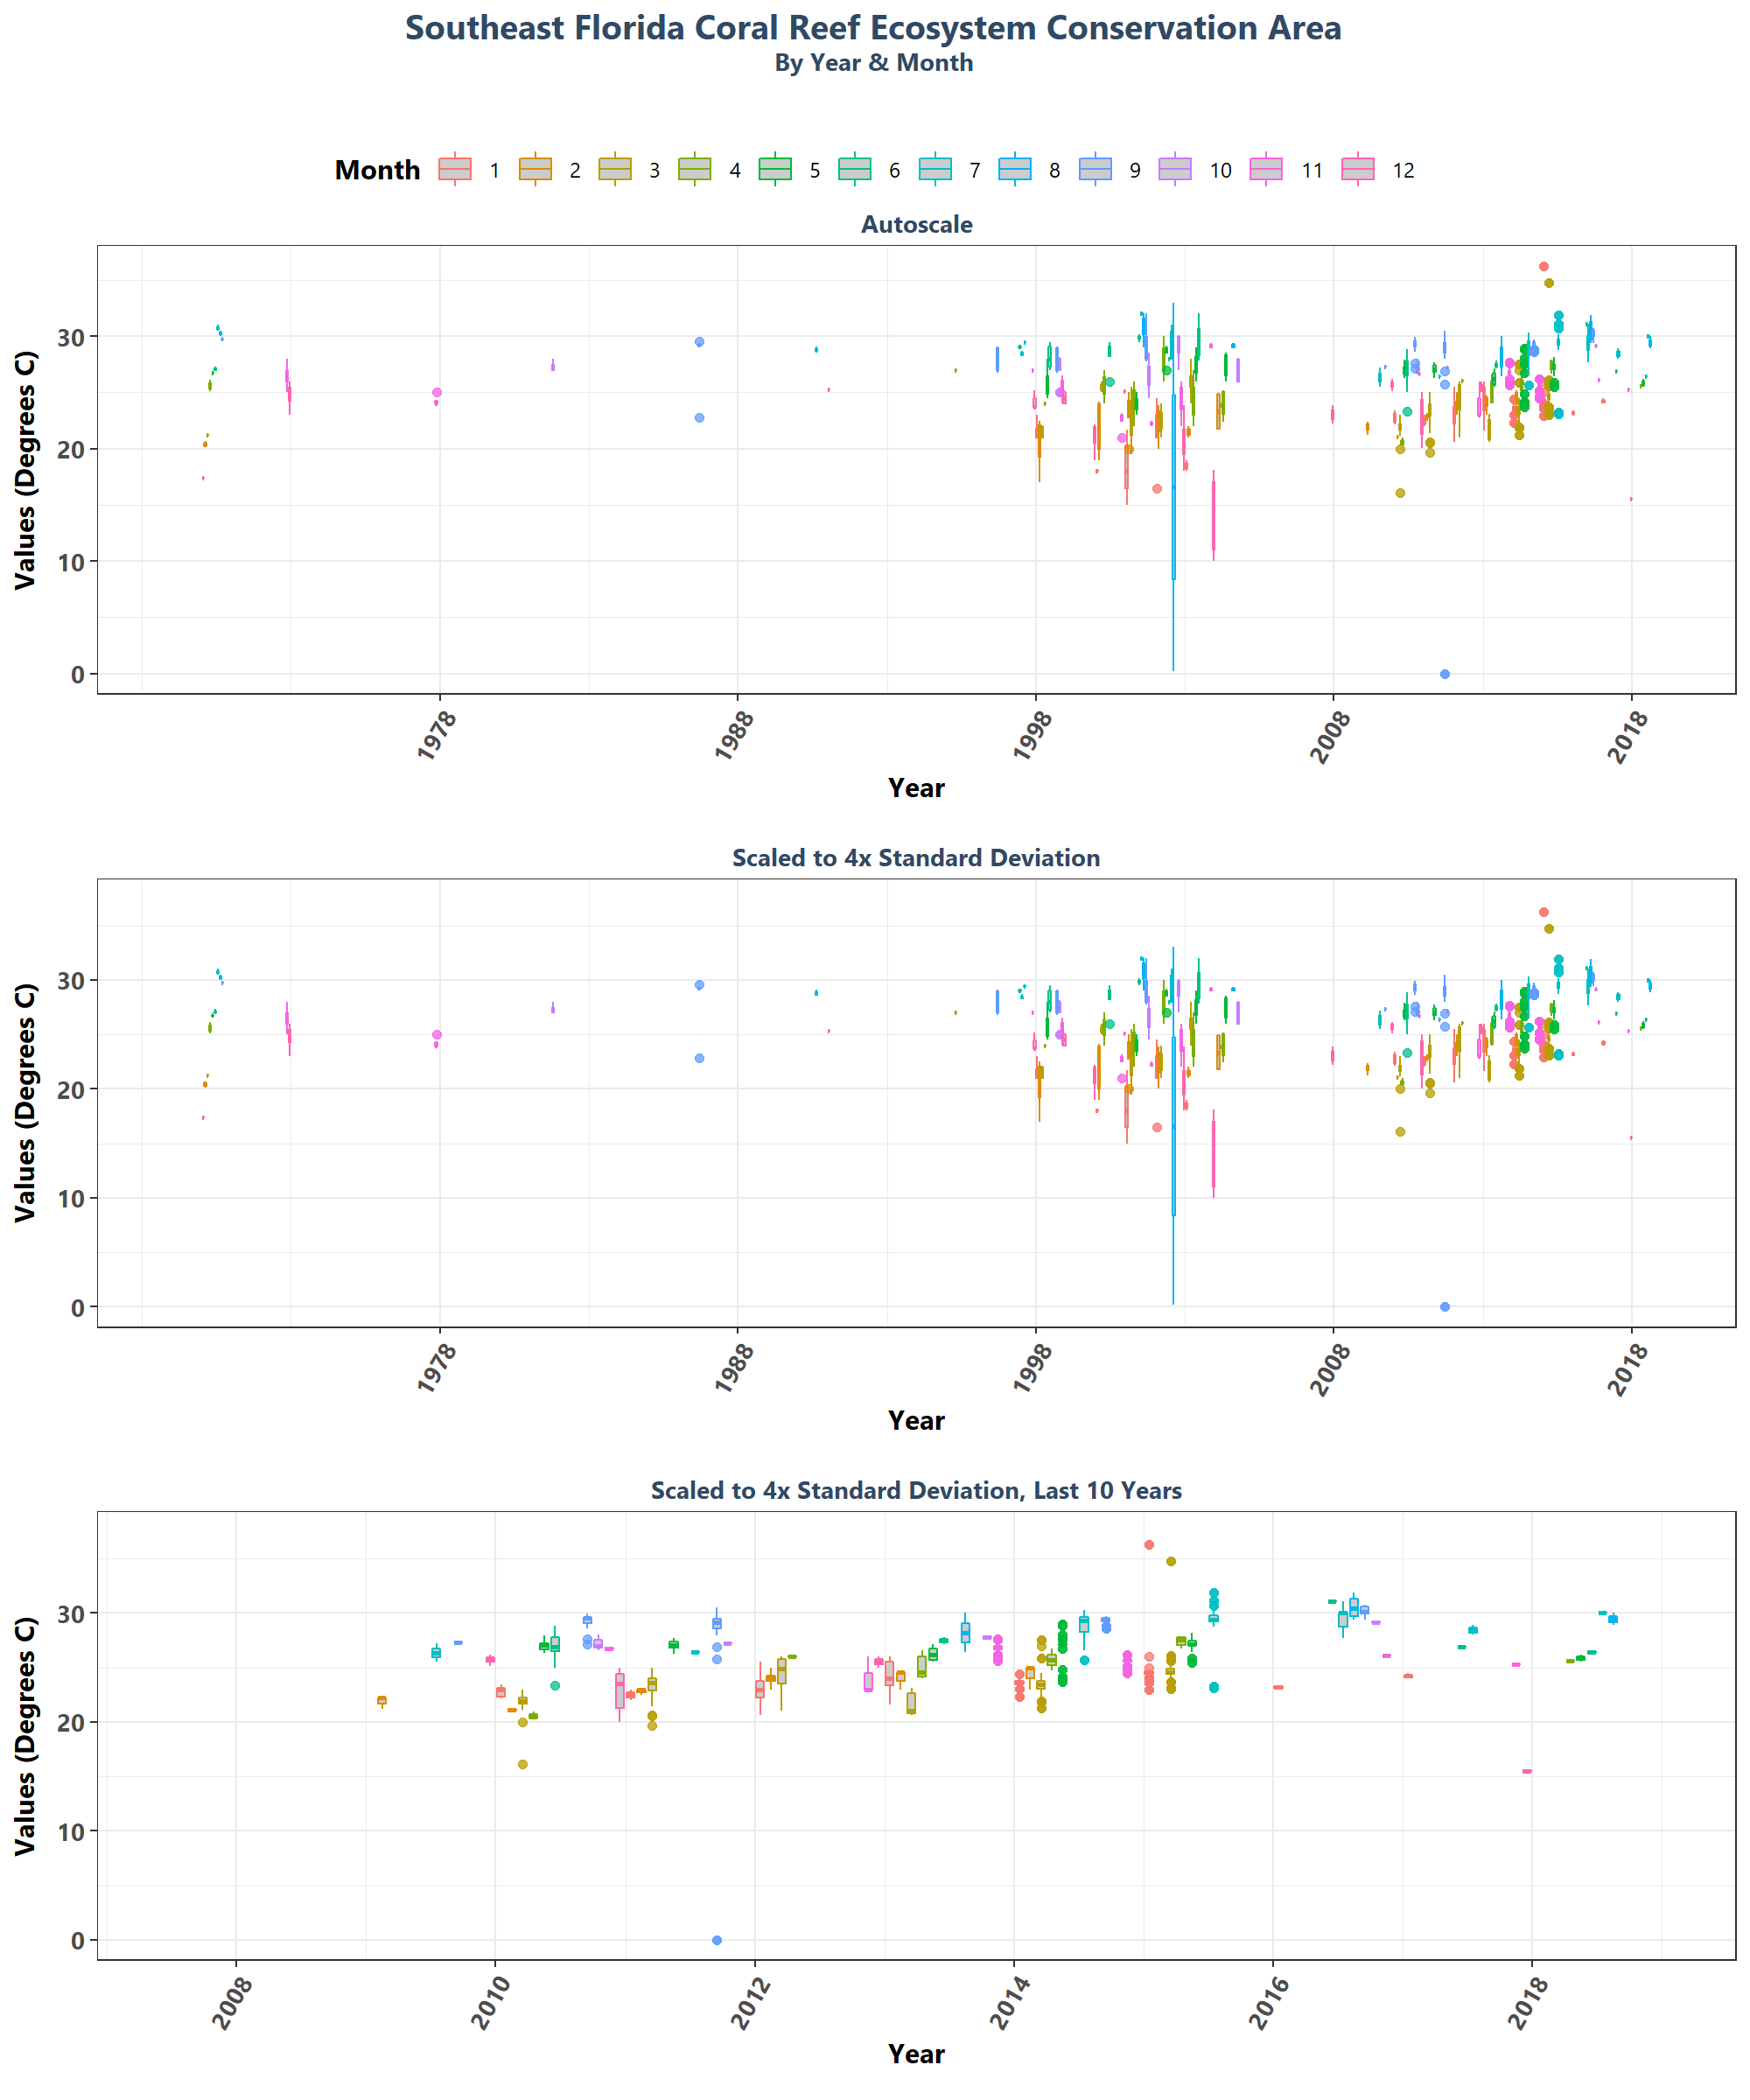 Southeast Florida Coral Reef Ecosystem Conservation Area
By Year & Month
Month 1 2 3 4 5 6 7 8 9 10 11 12
Autoscale
Values (Degrees C)
30
20
10
0
1978 1988 1998 2008 2018
Year
Scaled to 4x Standard Deviation
Values (Degrees C)
30
20
10
0
1978 1988 1998 2008 2018
Year
Scaled to 4x Standard Deviation, Last 10 Years
Values (Degrees C)
30
20
10
0
2008 2010 2012 2014 2016 2018
Year